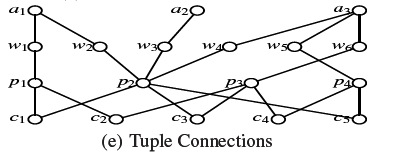 a1 a2 a3
w1 w2 w3 w4 w5 w6
p1 p2 p3 p4
c1 c2 c3 c4 c5
(e) Tuple Connections